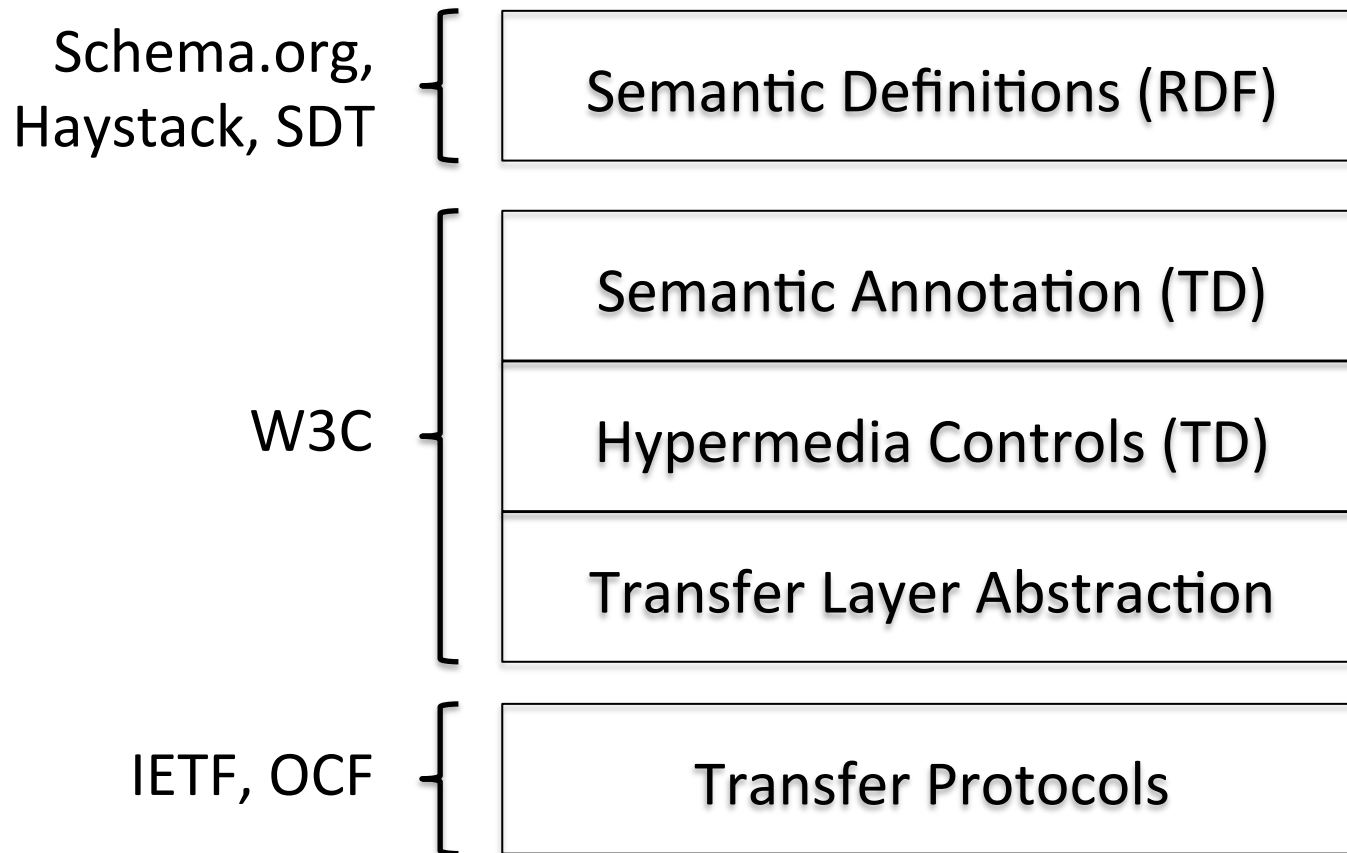 Schema.org,
Haystack, SDT
Semantic Definitions (RDF)
W3C
Semantic Annotation (TD)
Hypermedia Controls (TD)
Transfer Layer Abstraction
IETF, OCF
Transfer Protocols